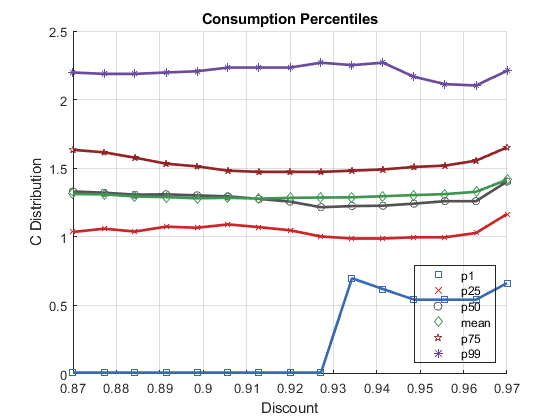 Consumption Percentiles
2.5
2
1.5
1
0.5
0
C Distribution
p1
p25
p50
mean
p75
p99
0.87 0.88 0.89 0.9 0.91 0.92 0.93 0.94 0.95 0.96 0.97
Discount